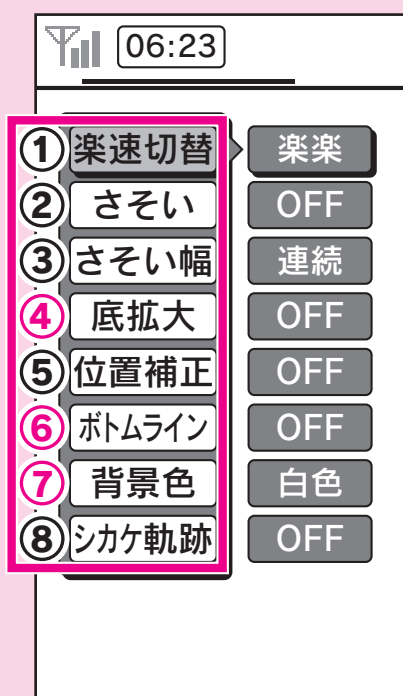 06:23
①楽速切替 楽楽
②さそい OFF
③さそい幅 連続
④底拡大 OFF
⑤位置補正 OFF
⑥ボトムライン OFF
⑦背景色 白色
⑧シカケ軌跡 OFF